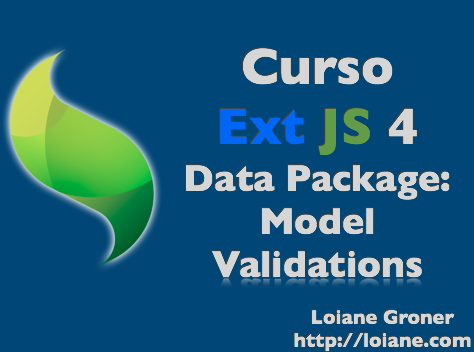 Curso
Ext JS 4
Data Package:
Model
Validations
Loiane Groner
http://loiane.com